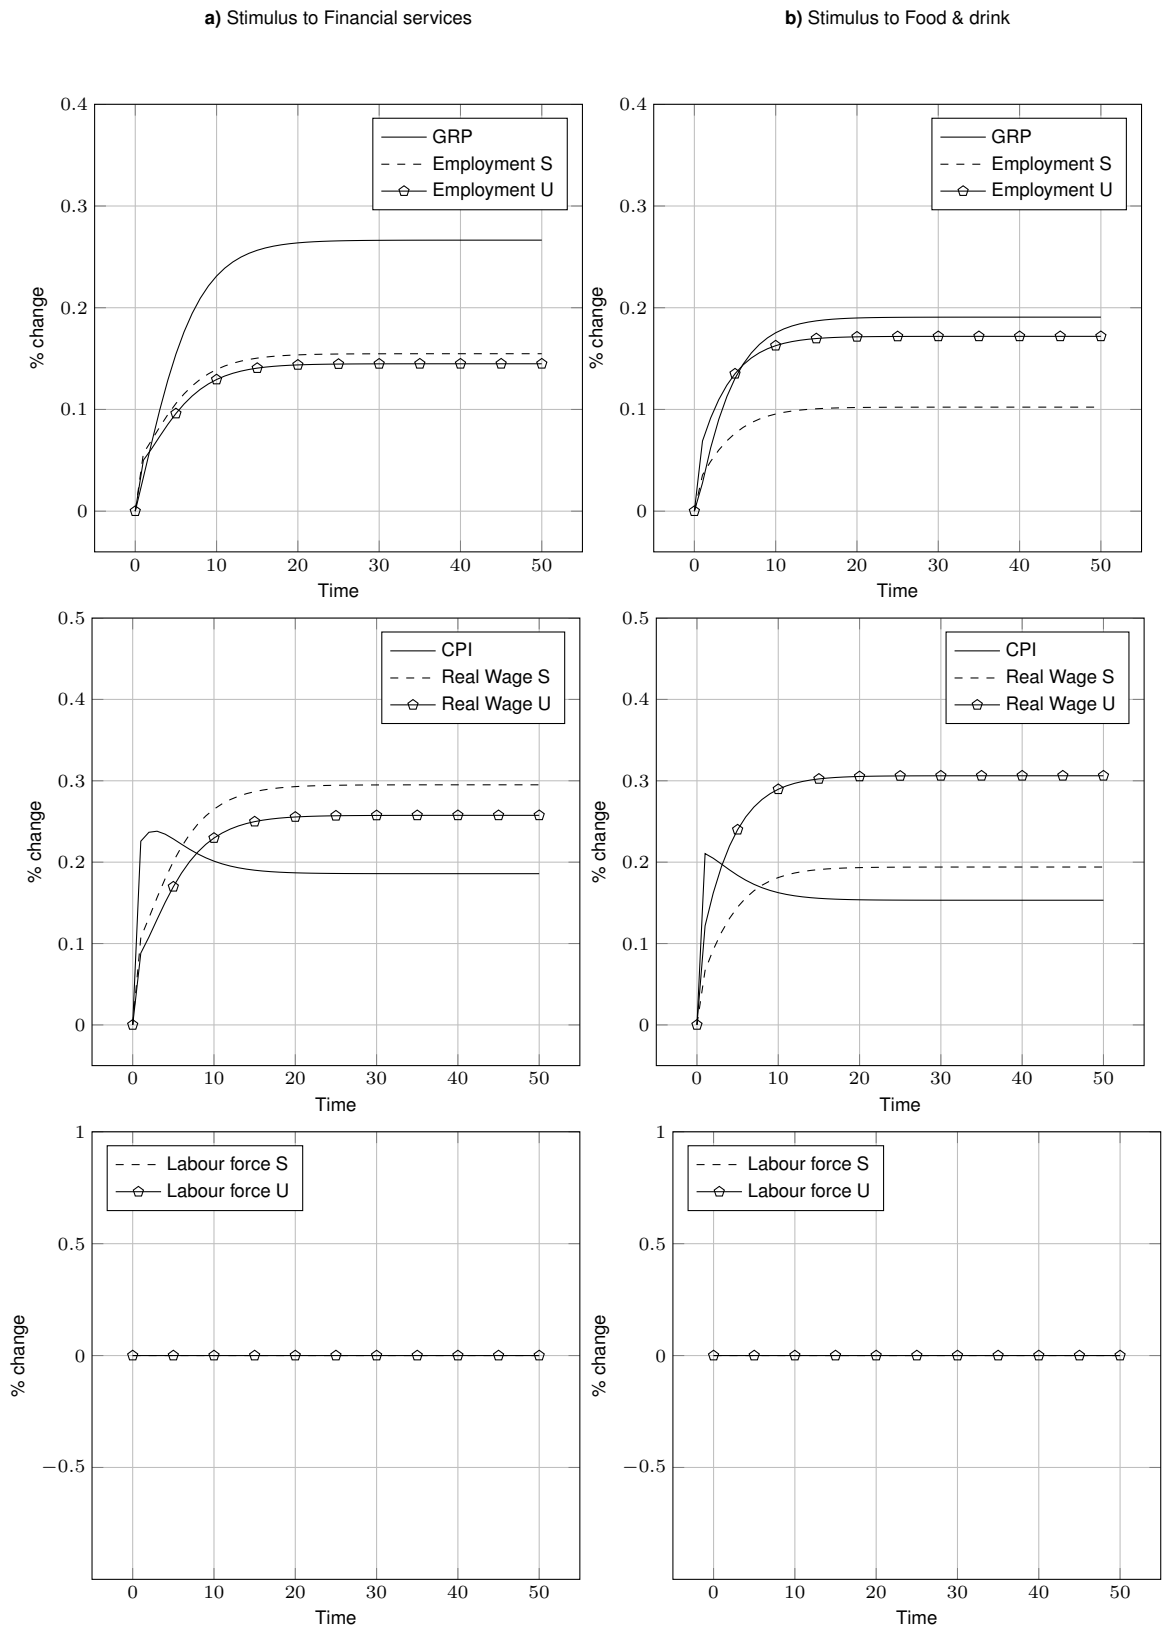 a) Stimulus to Financial services
b) Stimulus to Food & drink
0.4
0.3
0.2
0.1
0
% change
GRP
Employment S
Employment U
0 10 20 30 40 50
Time
0.4
0.3
0.2
0.1
0
% change
GRP
Employment S
Employment U
0 10 20 30 40 50
Time
0.5
0.4
0.3
0.2
0.1
0
% change
CPI
Real Wage S
Real Wage U
0 10 20 30 40 50
Time
0.5
0.4
0.3
0.2
0.1
0
% change
CPI
Real Wage S
Real Wage U
0 10 20 30 40 50
Time
1
0.5
0
−0.5
% change
Labour force S
Labour force U
0 10 20 30 40 50
Time
1
0.5
0
−0.5
% change
Labour force S
Labour force U
0 10 20 30 40 50
Time